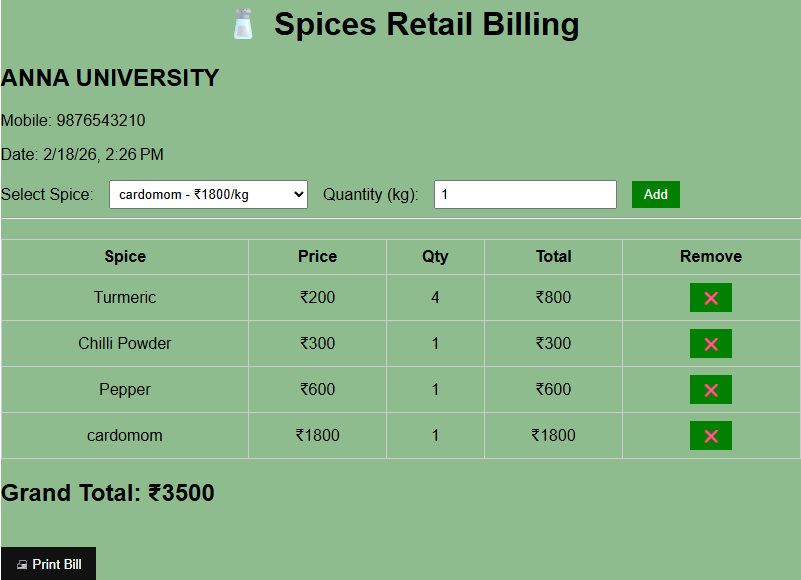 Spices Retail Billing
ANNA UNIVERSITY
Mobile: 9876543210
Date: 2/18/26, 2:26 PM
Select Spice: cardomom - ₹1800/kg Quantity (kg): 1 Add
Spice Price Qty Total Remove
Turmeric ₹200 4 ₹800
Chilli Powder ₹300 1 ₹300
Pepper ₹600 1 ₹600
cardomom ₹1800 1 ₹1800
Grand Total: ₹3500
Print Bill